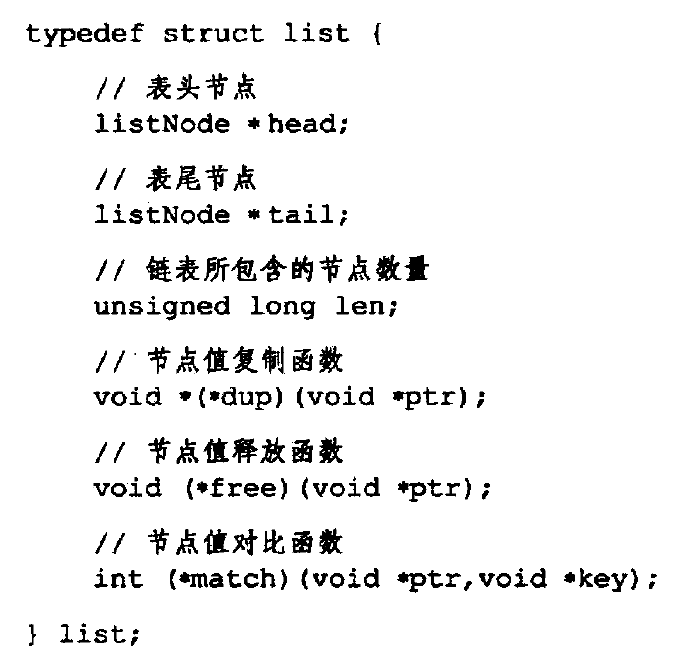 typedef struct list {
// 表头节点
listNode *head;
// 表尾节点
listNode *tail;
// 链表所包含的节点数量
unsigned long len;
// 节点值复制函数
void *(*dup)(void *ptr);
// 节点值释放函数
void (*free)(void *ptr);
// 节点值对比函数
int (*match)(void *ptr,void *key);
} list;